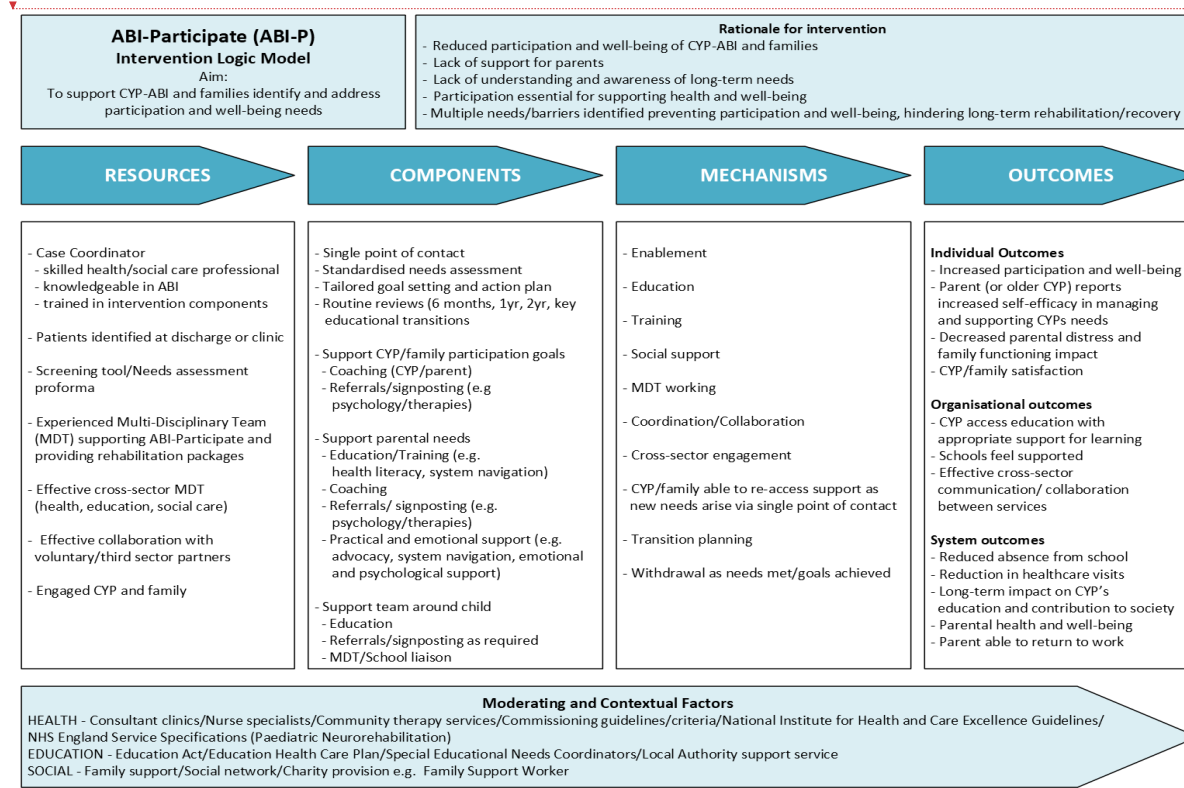 ABI-Participate (ABI-P)
Intervention Logic Model
Aim:
To support CYP-ABI and families identify and address
participation and well-being needs
Rationale for intervention
- Reduced participation and well-being of CYP-ABI and families
- Lack of support for parents
- Lack of understanding and awareness of long-term needs
- Participation essential for supporting health and well-being
- Multiple needs/barriers identified preventing participation and well-being, hindering long-term rehabilitation/recovery
RESOURCES
- Case Coordinator
- skilled health/social care professional
- knowledgeable in ABI
- trained in intervention components
- Patients identified at discharge or clinic
- Screening tool/Needs assessment
proforma
- Experienced Multi-Disciplinary Team
(MDT) supporting ABI-Participate and
providing rehabilitation packages
- Effective cross-sector MDT
(health, education, social care)
- Effective collaboration with
voluntary/third sector partners
- Engaged CYP and family
COMPONENTS
- Single point of contact
- Standardised needs assessment
- Tailored goal setting and action plan
- Routine reviews (6 months, 1yr, 2yr, key
educational transitions
- Support CYP/family participation goals
- Coaching (CYP/parent)
- Referrals/signposting (e.g
psychology/therapies)
- Support parental needs
- Education/Training (e.g.
health literacy, system navigation)
- Coaching
- Referrals/ signposting (e.g.
psychology/therapies)
- Practical and emotional support (e.g.
advocacy, system navigation, emotional
and psychological support)
- Support team around child
- Education
- Referrals/signposting as required
- MDT/School liaison
MECHANISMS
- Enablement
- Education
- Training
- Social support
- MDT working
- Coordination/Collaboration
- Cross-sector engagement
- CYP/family able to re-access support as
new needs arise via single point of contact
- Transition planning
- Withdrawal as needs met/goals achieved
OUTCOMES
Individual Outcomes
- Increased participation and well-being
- Parent (or older CYP) reports
increased self-efficacy in managing
and supporting CYPs needs
- Decreased parental distress and
family functioning impact
- CYP/family satisfaction
Organisational outcomes
- CYP access education with
appropriate support for learning
- Schools feel supported
- Effective cross-sector
communication/ collaboration
between services
System outcomes
- Reduced absence from school
- Reduction in healthcare visits
- Long-term impact on CYP's
education and contribution to society
- Parental health and well-being
- Parent able to return to work
Moderating and Contextual Factors
HEALTH - Consultant clinics/Nurse specialists/Community therapy services/Commissioning guidelines/criteria/National Institute for Health and Care Excellence Guidelines/
NHS England Service Specifications (Paediatric Neurorehabilitation)
EDUCATION - Education Act/Education Health Care Plan/Special Educational Needs Coordinators/Local Authority support service
SOCIAL - Family support/Social network/Charity provision e.g. Family Support Worker